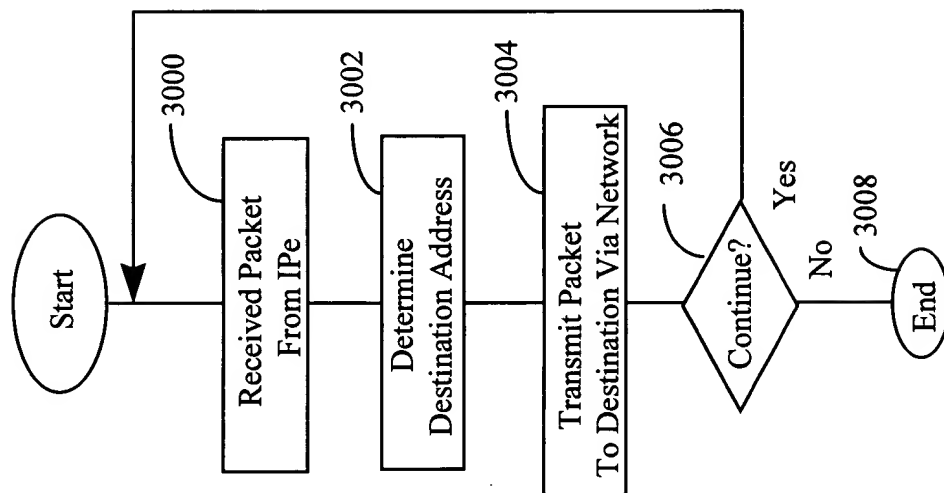 Start
3000
Received Packet
From IPe
3002
Determine
Destination Address
3004
Transmit Packet
To Destination Via Network
3006
Continue?
Yes
No
3008
End